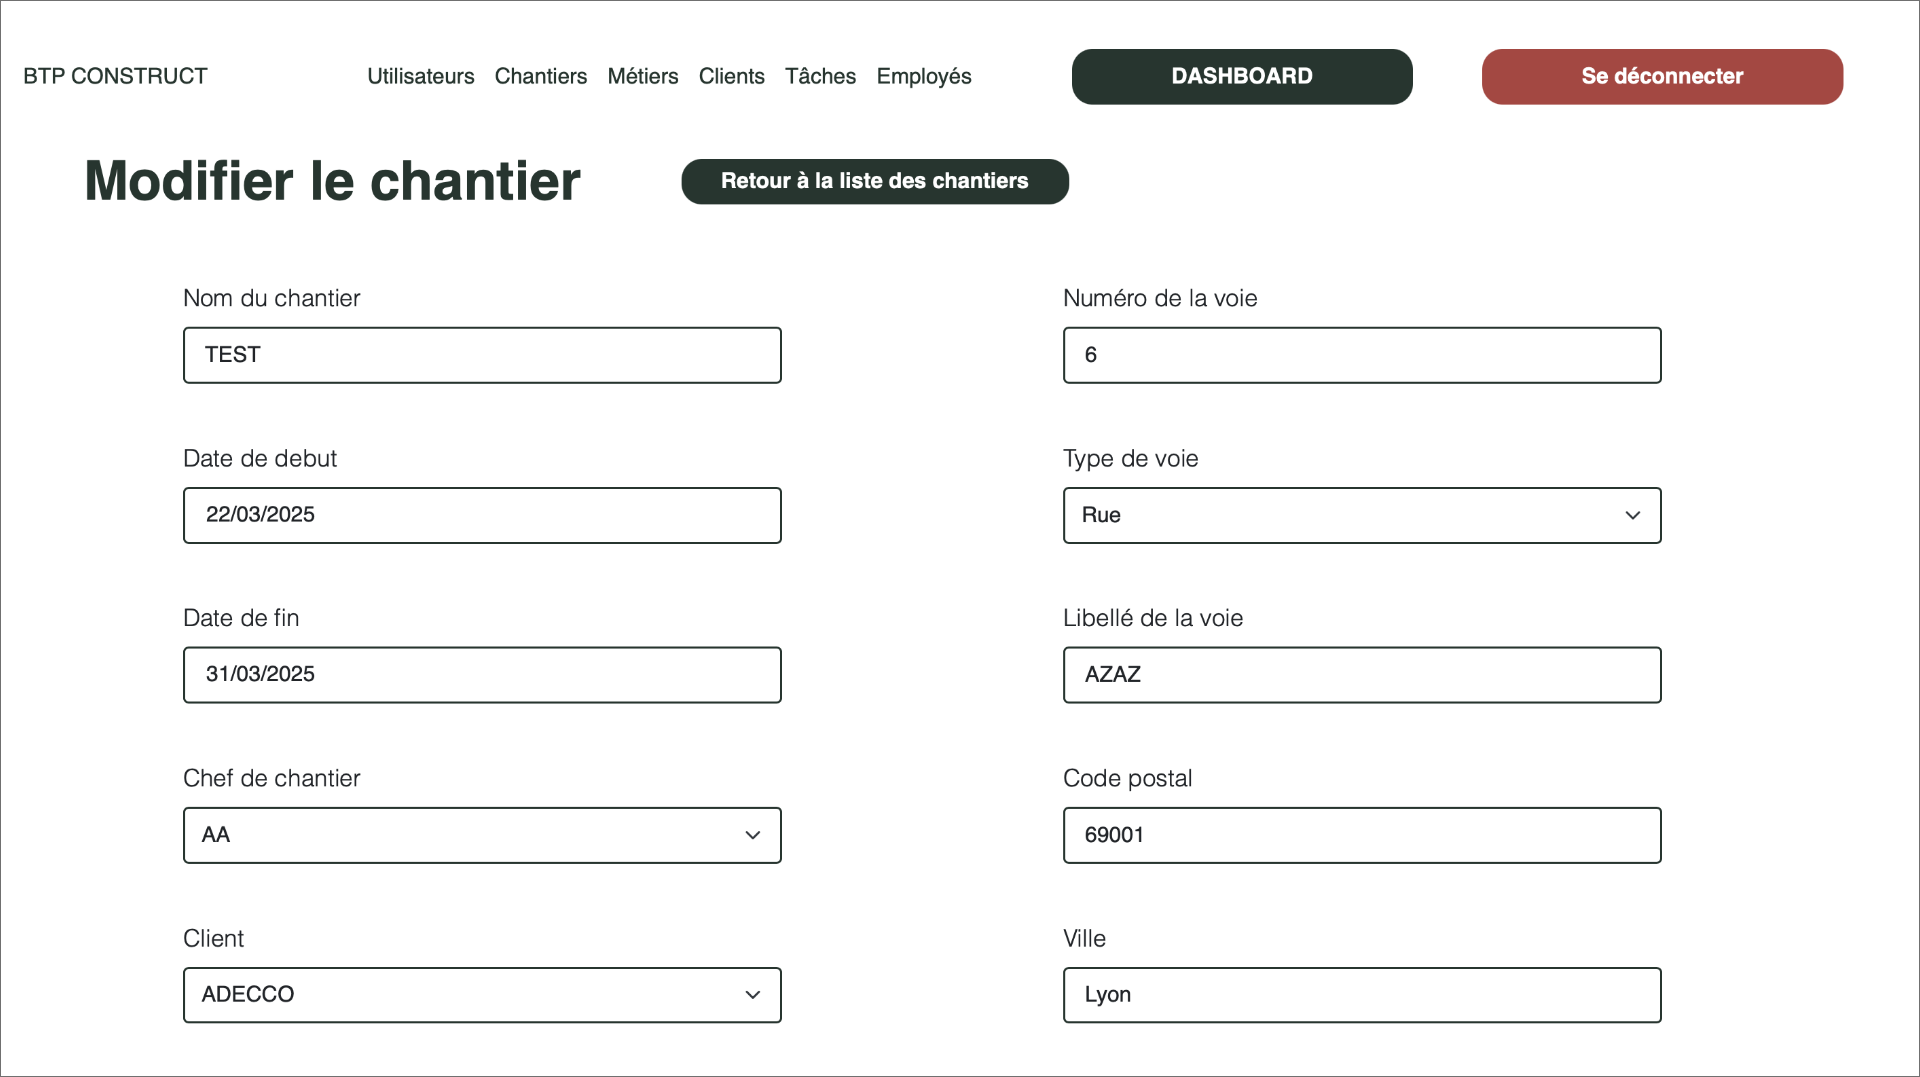 BTP CONSTRUCT
Utilisateurs Chantiers Métiers Clients Tâches Employés
DASHBOARD
Se déconnecter
Modifier le chantier
Retour à la liste des chantiers
Nom du chantier
TEST
Date de debut
22/03/2025
Date de fin
31/03/2025
Chef de chantier
AA
Client
ADECCO
Numéro de la voie
6
Type de voie
Rue
Libellé de la voie
AZAZ
Code postal
69001
Ville
Lyon